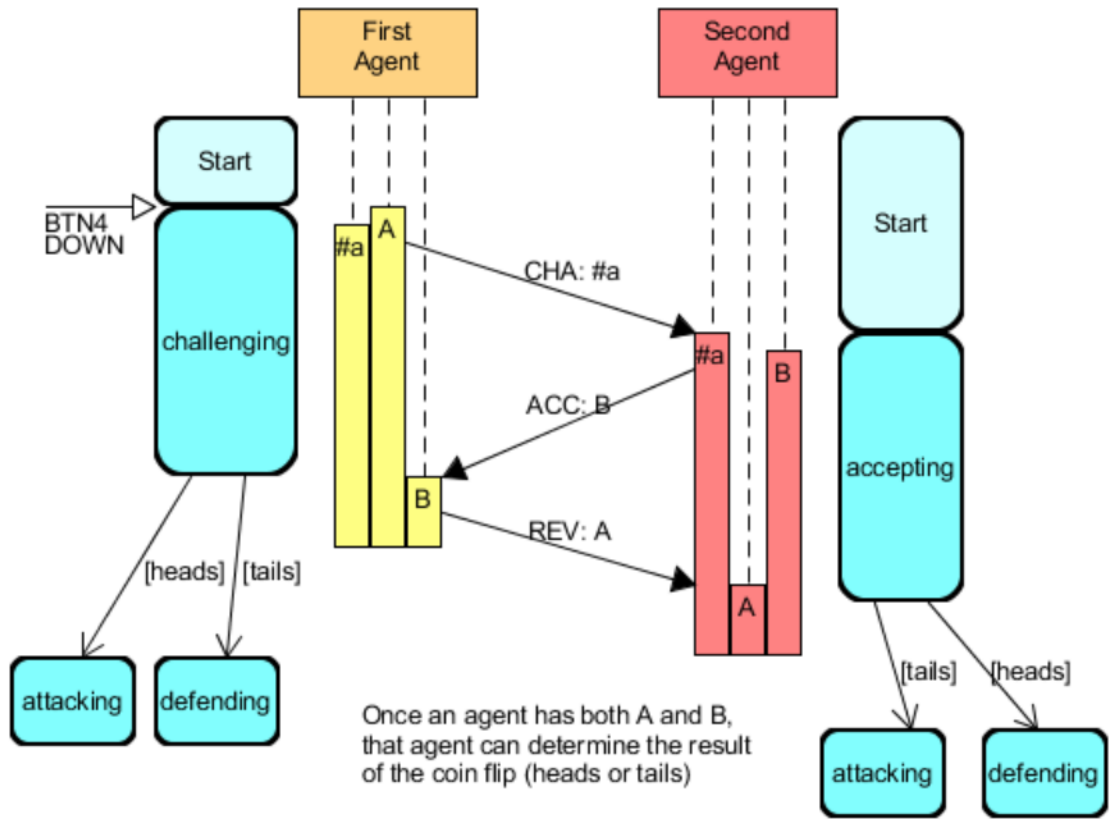 First
Agent
Second
Agent
Start
BTN4
DOWN
challenging
#a
A
B
CHA: #a
ACC: B
REV: A
#a
A
B
Start
accepting
[heads]
[tails]
attacking
defending
[tails]
[heads]
attacking
defending
Once an agent has both A and B,
that agent can determine the result
of the coin flip (heads or tails)